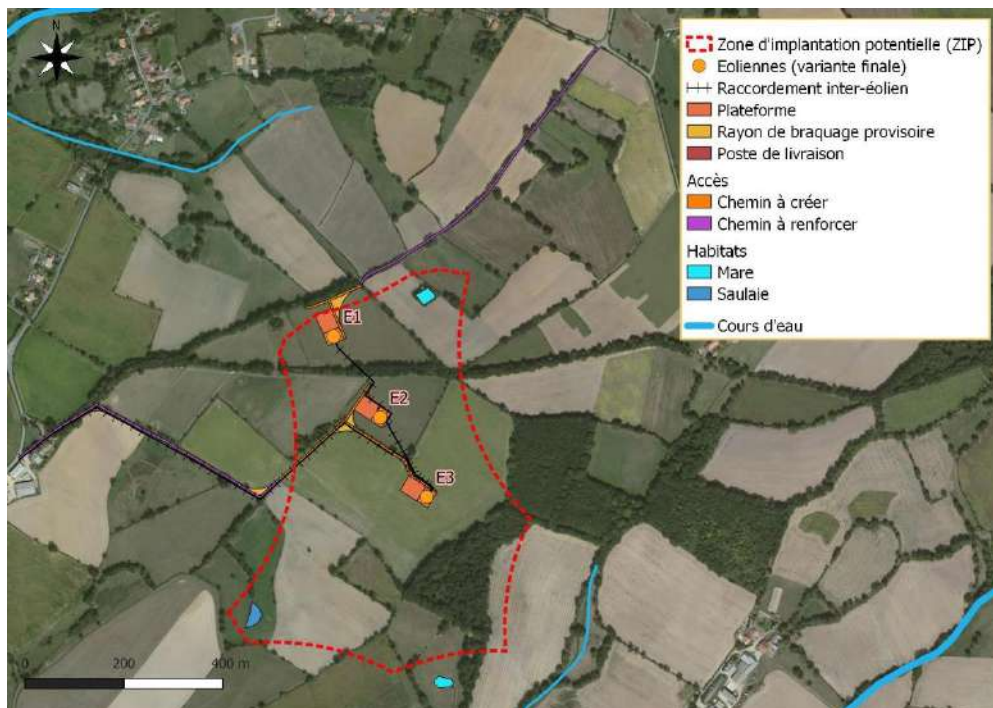 N
Zone d'implantation potentielle (ZIP)
Eoliennes (variante finale)
Raccordement inter-éolien
Plateforme
Rayon de braquage provisoire
Poste de livraison
Accès
Chemin à créer
Chemin à renforcer
Habitats
Mare
Saulaie
Cours d'eau
E1
E2
E3
0 200 400 m